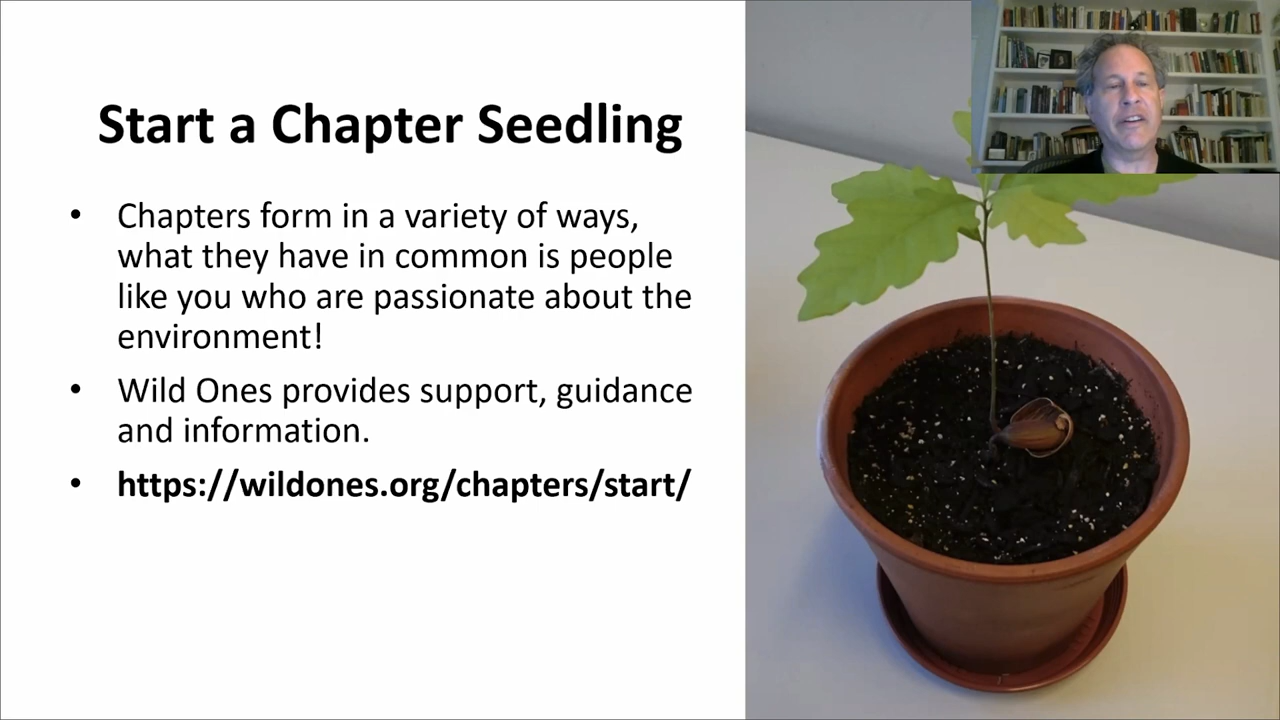 Start a Chapter Seedling
• Chapters form in a variety of ways,
what they have in common is people
like you who are passionate about the
environment!
• Wild Ones provides support, guidance
and information.
• https://wildones.org/chapters/start/